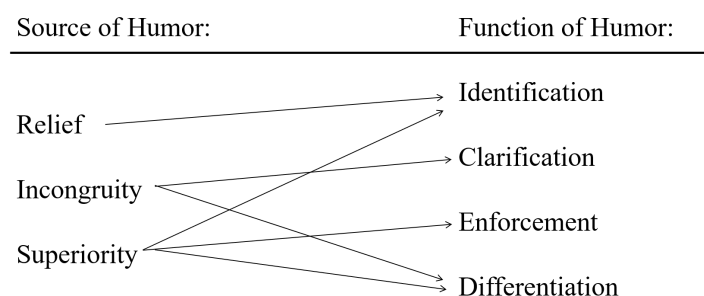 Source of Humor: Function of Humor:
Identification
Relief
Clarification
Incongruity
Enforcement
Superiority
Differentiation